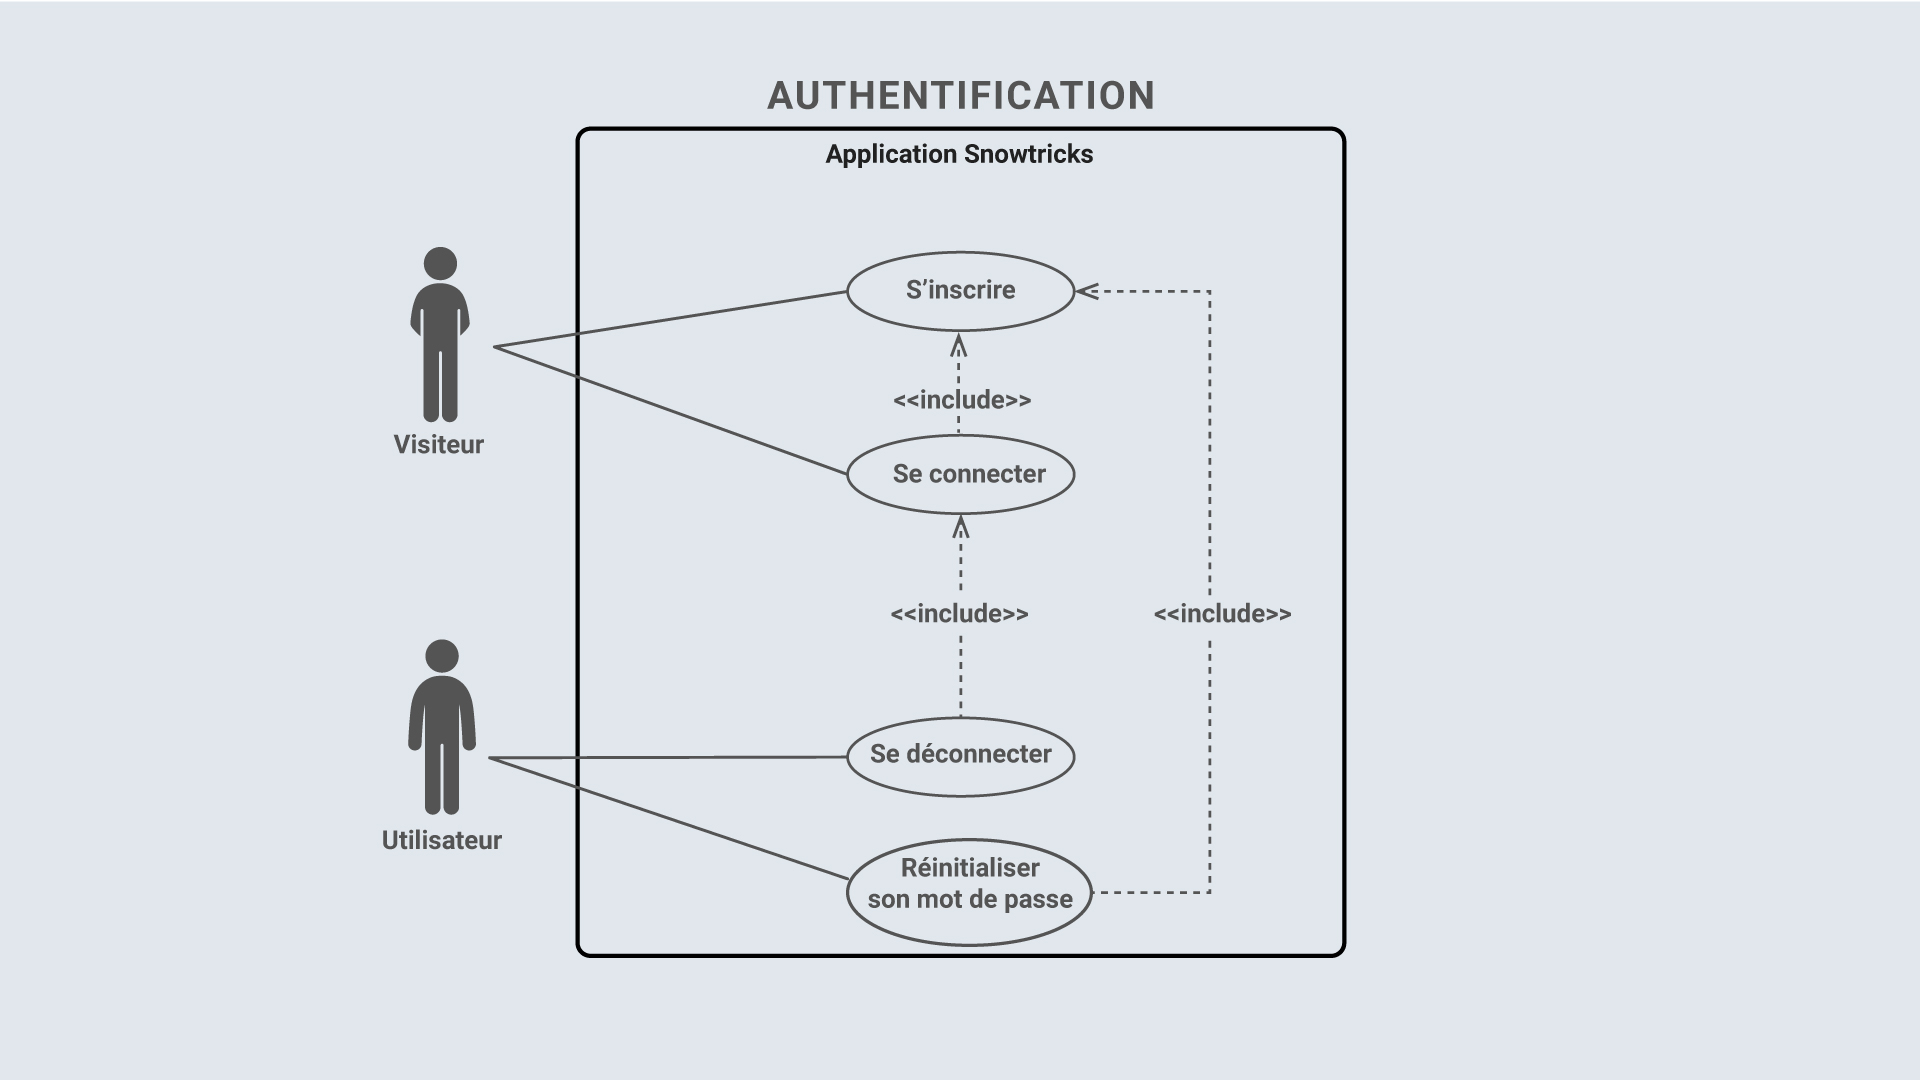 AUTHENTIFICATION
Application Snowtricks
S’inscrire
<<include>>
Visiteur
Se connecter
<<include>>
<<include>>
Se déconnecter
Utilisateur
Réinitialiser
son mot de passe